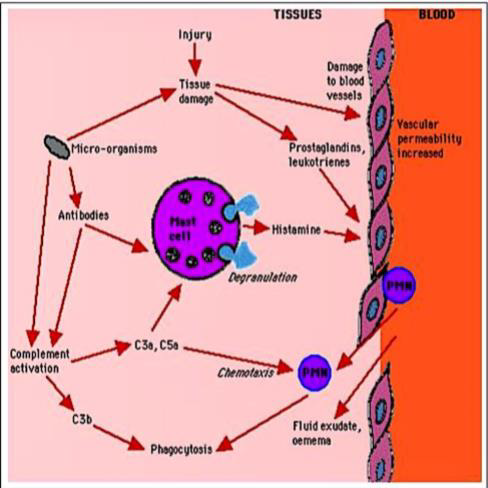 TISSUES
BLOOD
Injury
Tissue
damage
Damage
to blood
vessels
Vascular
permeability
increased
Micro-organisms
Prostaglandins,
leukotrienes
Antibodies
Mast
cell
Histamine
Degranulation
PMN
Complement
activation
C3a, C5a
Chemotaxis
PMN
C3b
Fluid exudate,
oemema
Phagocytosis